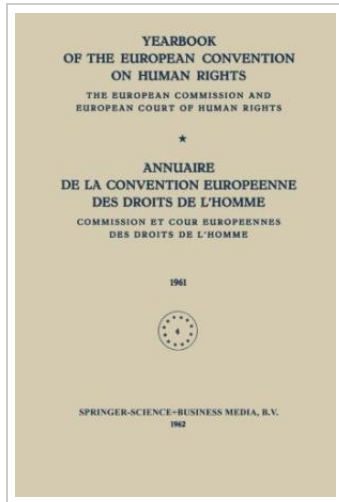 YEARBOOK
OF THE EUROPEAN CONVENTION
ON HUMAN RIGHTS
THE EUROPEAN COMMISSION AND
EUROPEAN COURT OF HUMAN RIGHTS
★
ANNUAIRE
DE LA CONVENTION EUROPEENNE
DES DROITS DE L'HOMME
COMMISSION ET COUR EUROPEENNES
DES DROITS DE L'HOMME
1961
4
SPRINGER-SCIENCE+BUSINESS MEDIA, B.V.
1962